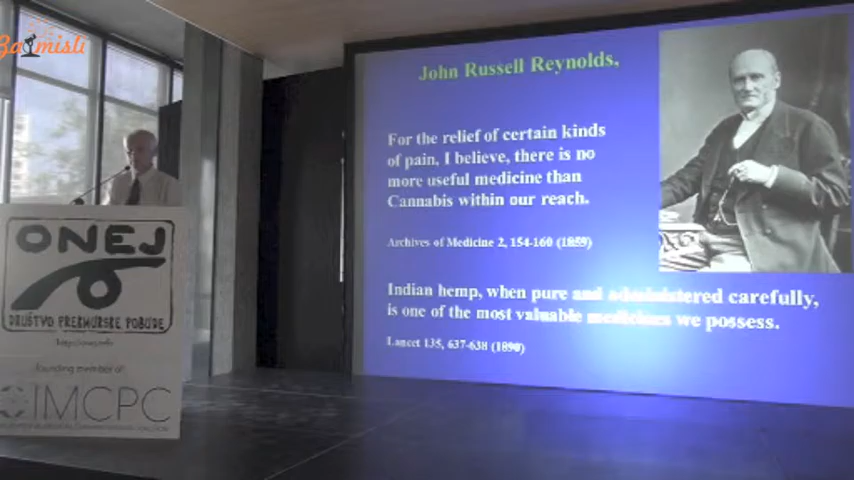 Bazmisli
John Russell Reynolds,
For the relief of certain kinds
of pain, I believe, there is no
more useful medicine than
Cannabis within our reach.
Archives of Medicine 2, 154-160 (1859)
Indian hemp, when pure and administered carefully,
is one of the most valuable medicines we possess.
Lancet 135, 637-638 (1890)
ONEJ
DRUŠTVO PREKMURSKE POBUDE
founding member of
IMCPC